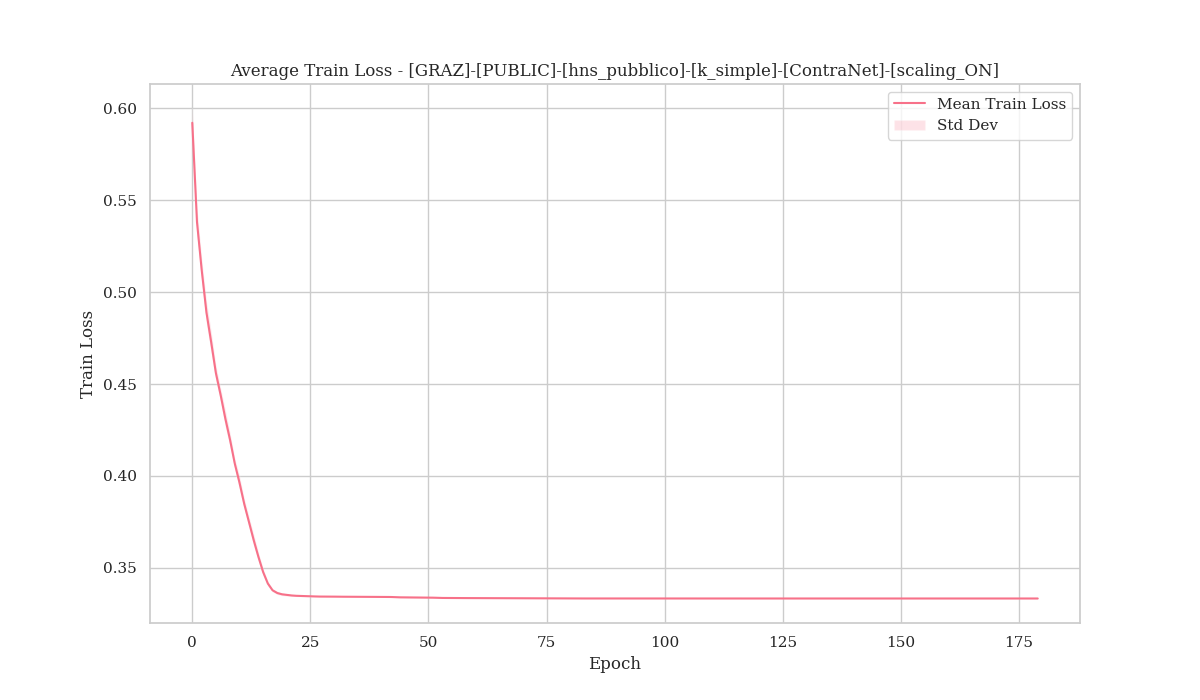 Average Train Loss - [GRAZ]-[PUBLIC]-[hns_pubblico]-[k_simple]-[ContraNet]-[scaling_ON]
Mean Train Loss
Std Dev
0.60
0.55
0.50
0.45
0.40
0.35
Train Loss
0 25 50 75 100 125 150 175
Epoch